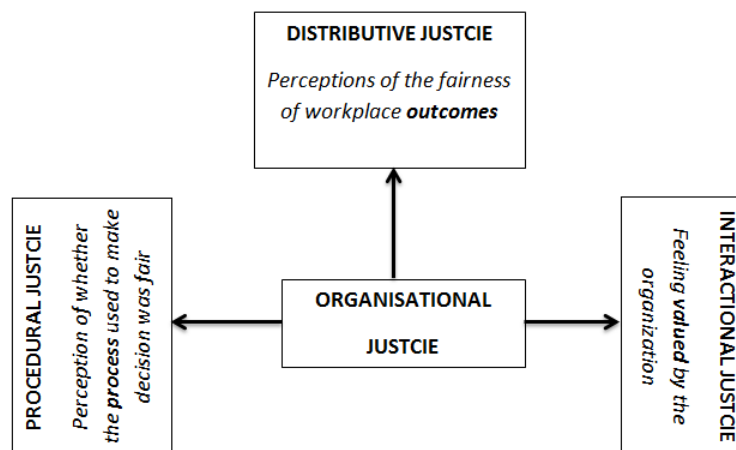 DISTRIBUTIVE JUSTCIE
Perceptions of the fairness
of workplace outcomes
PROCEDURAL JUSTCIE
Perception of whether
the process used to make
decision was fair
ORGANISATIONAL
JUSTCIE
INTERACTIONAL JUSTCIE
Feeling valued by the
organization